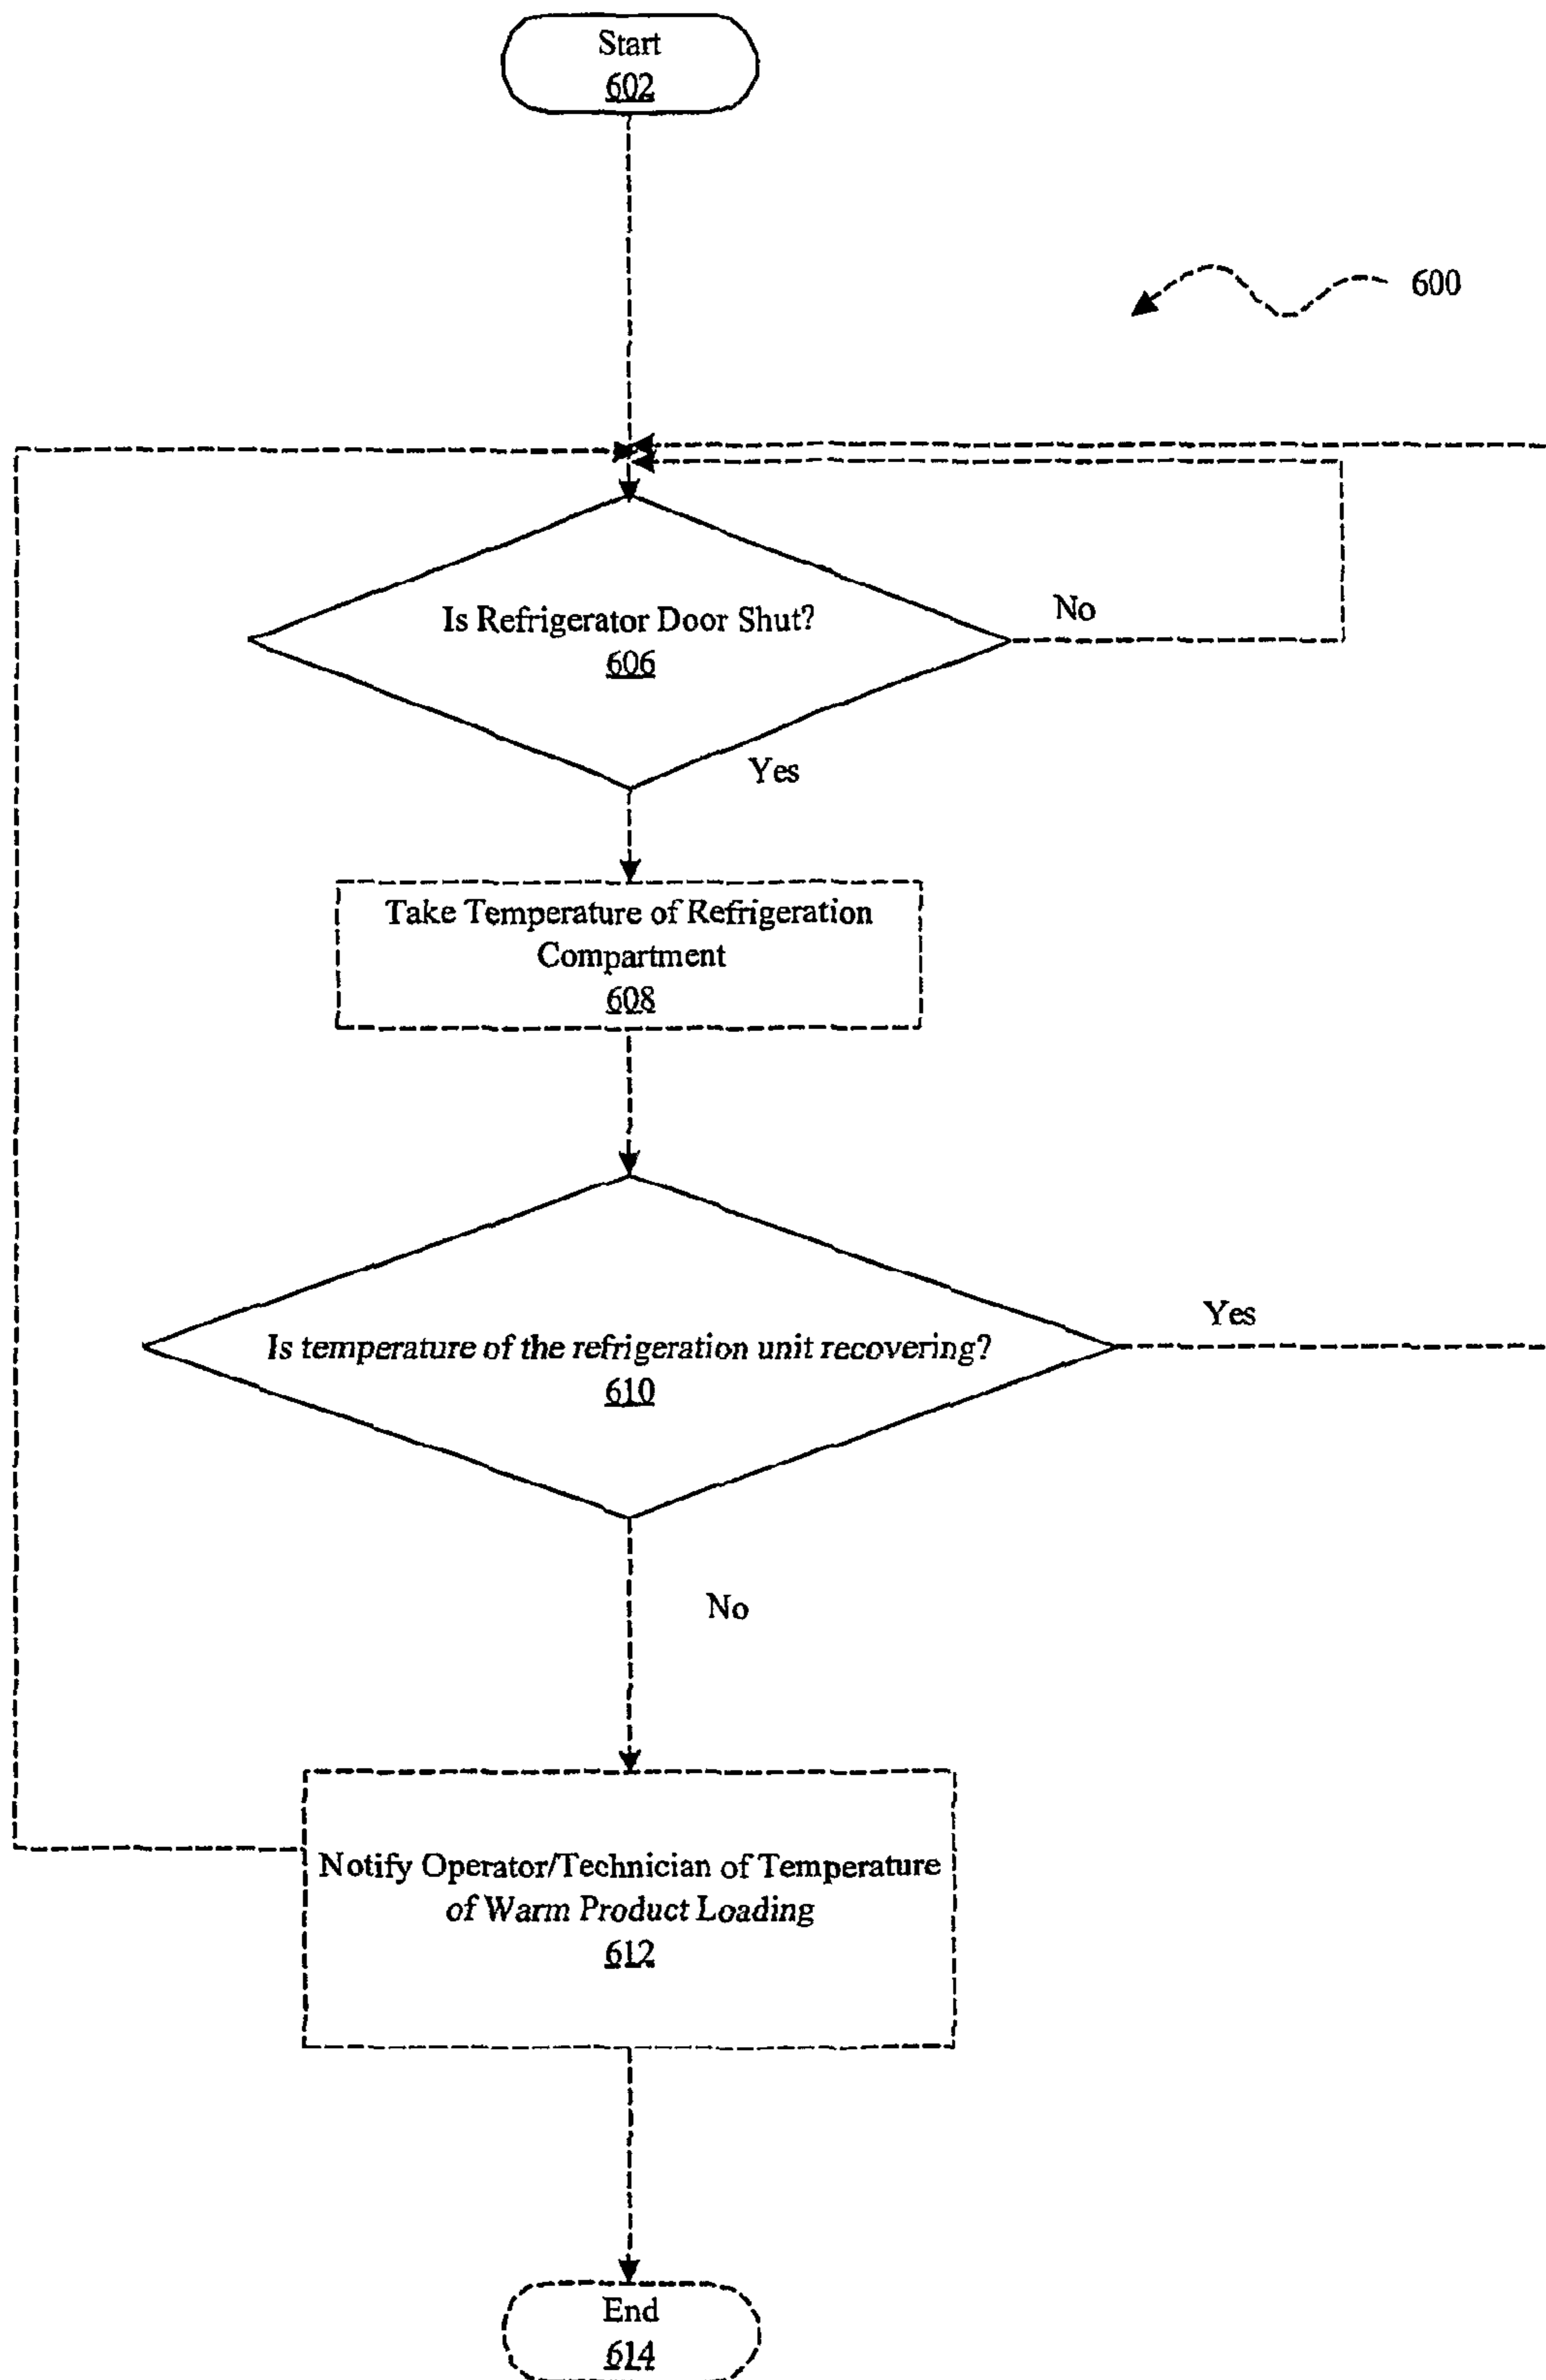 Start
602
600
Is Refrigerator Door Shut?
606
No
Yes
Take Temperature of Refrigeration
Compartment
608
Is temperature of the refrigeration unit recovering?
610
Yes
No
Notify Operator/Technician of Temperature
of Warm Product Loading
612
End
614